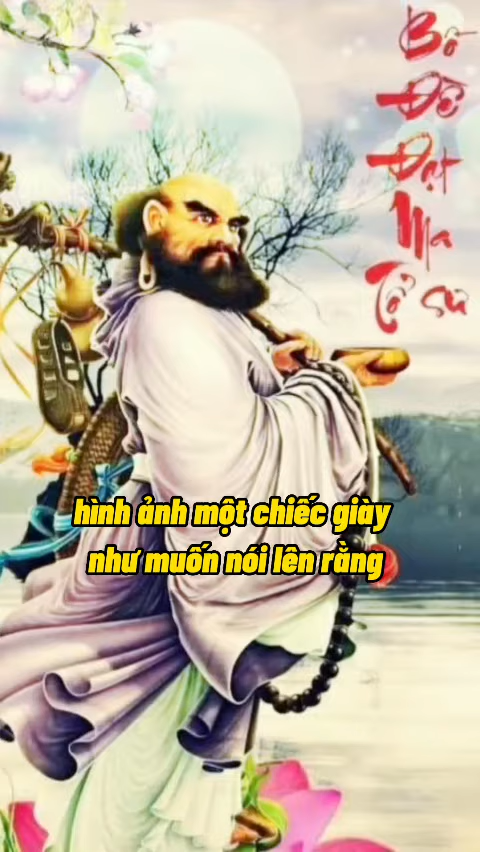 Bồ
Đề
Đạt
Ma
Tổ sư
hình ảnh một chiếc giày
như muốn nói lên rằng